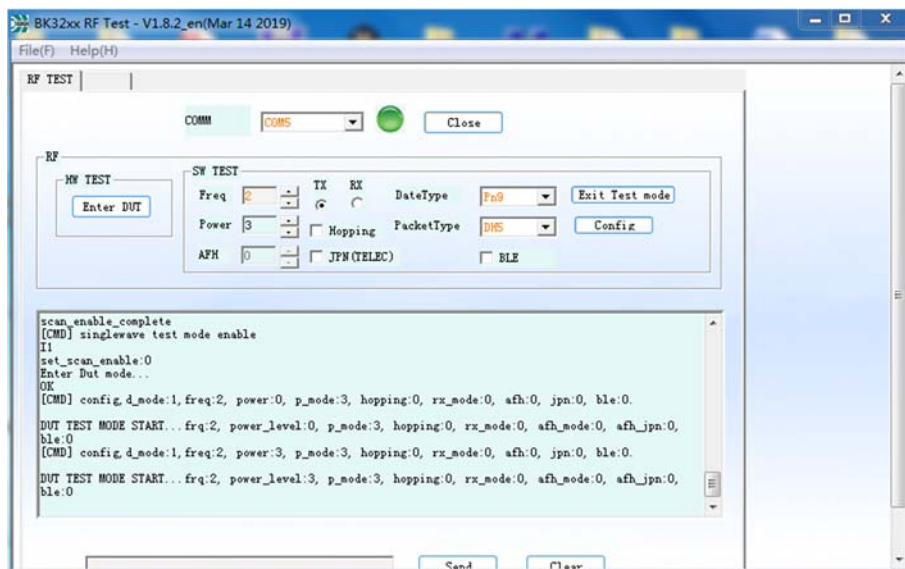 BK32xx RF Test - V1.8.2_en(Mar 14 2019)
File(F) Help(H)
RF TEST
COMM COM5 Close
RF
HW TEST
Enter DUT
SW TEST
Freq 2 TX RX DateType Pn9 Exit Test mode
Power 3 Hopping PacketType DH5 Config
AFH 0 JPN(TELEC) BLE
scan_enable_complete
[CMD] singlewave test mode enable
I1
set_scan_enable:0
Enter Dut mode...
OK
[CMD] config,d_mode:1,freq:2, power:0, p_mode:3, hopping:0, rx_mode:0, afh:0, jpn:0, ble:0.
DUT TEST MODE START...frq:2, power_level:0, p_mode:3, hopping:0, rx_mode:0, afh_mode:0, afh_jpn:0,
ble:0
[CMD] config,d_mode:1,freq:2, power:3, p_mode:3, hopping:0, rx_mode:0, afh:0, jpn:0, ble:0.
DUT TEST MODE START...frq:2, power_level:3, p_mode:3, hopping:0, rx_mode:0, afh_mode:0, afh_jpn:0,
ble:0
Send Clear